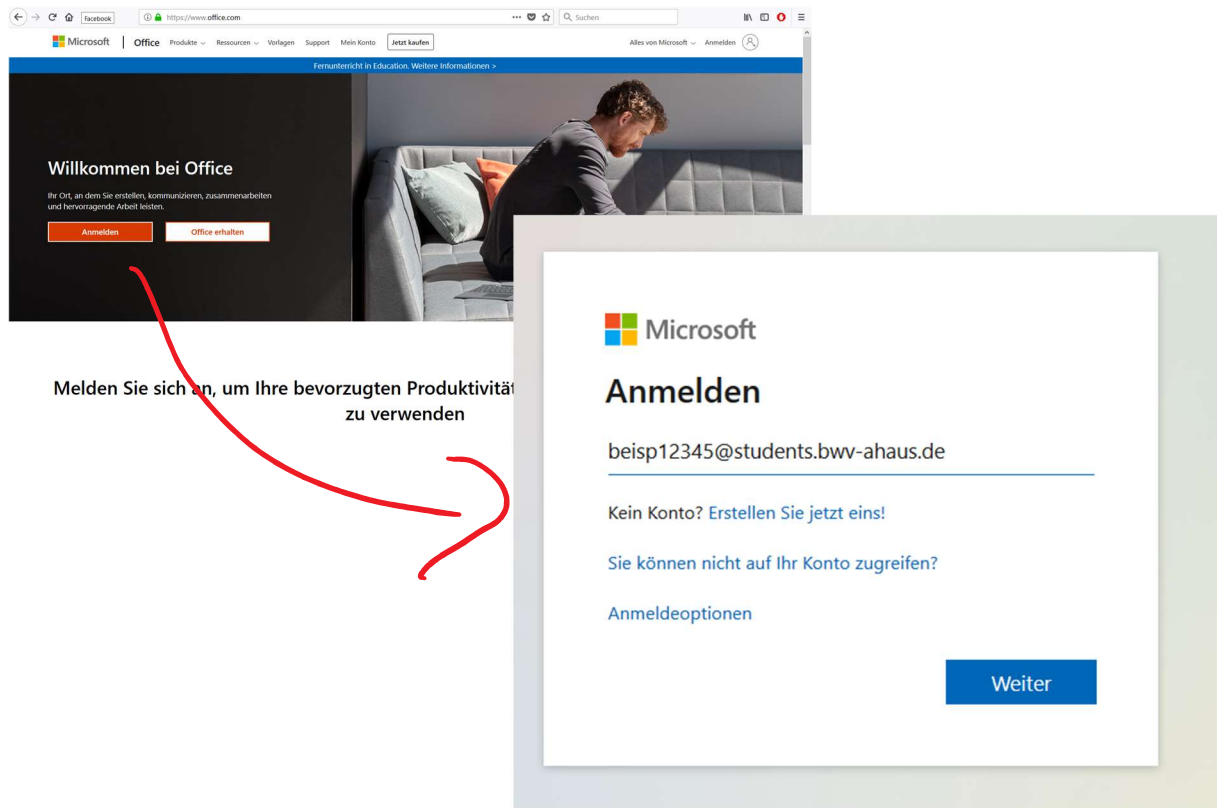 Facebook
https://www.office.com
Suchen
Microsoft
Office
Produkte
Ressourcen
Vorlagen
Support
Mein Konto
Jetzt kaufen
Alles von Microsoft
Anmelden
Fernunterricht in Education. Weitere Informationen >
Willkommen bei Office
Ihr Ort, an dem Sie erstellen, kommunizieren, zusammenarbeiten
und hervorragende Arbeit leisten.
Anmelden
Office erhalten
Melden Sie sich an, um Ihre bevorzugten Produktivität
zu verwenden
Microsoft
Anmelden
beisp12345@students.bwv-ahaus.de
Kein Konto? Erstellen Sie jetzt eins!
Sie können nicht auf Ihr Konto zugreifen?
Anmeldeoptionen
Weiter